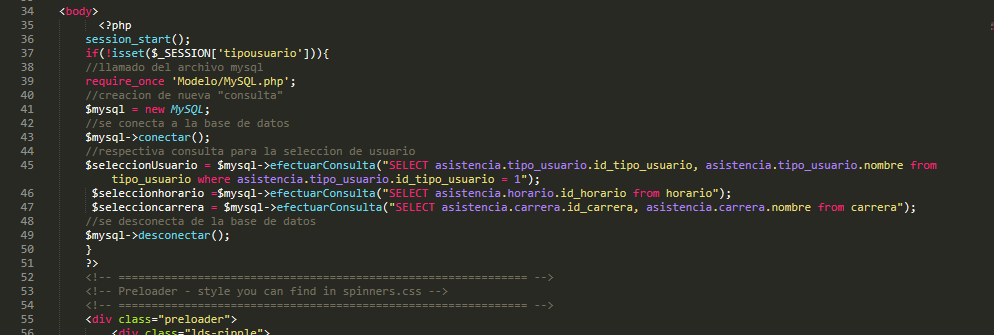 34 <body>
35 <?php
36 session_start();
37 if(!isset($_SESSION['tipousuario'])){
38 //llamado del archivo mysql
39 require_once 'Modelo/MySQL.php';
40 //creacion de nueva "consulta"
41 $mysql = new MySQL;
42 //se conecta a la base de datos
43 $mysql->conectar();
44 //respectiva consulta para la seleccion de usuario
45 $seleccionUsuario = $mysql->efectuarConsulta("SELECT asistencia.tipo_usuario.id_tipo_usuario, asistencia.tipo_usuario.nombre from
tipo_usuario where asistencia.tipo_usuario.id_tipo_usuario = 1");
46 $seleccionhorario =$mysql->efectuarConsulta("SELECT asistencia.horario.id_horario from horario");
47 $seleccioncarrera = $mysql->efectuarConsulta("SELECT asistencia.carrera.id_carrera, asistencia.carrera.nombre from carrera");
48 //se desconecta de la base de datos
49 $mysql->desconectar();
50 }
51 ?>
52 <!-- ============================================================== -->
53 <!-- Preloader - style you can find in spinners.css -->
54 <!-- ============================================================== -->
55 <div class="preloader">
56 <div class="lds-ripple">